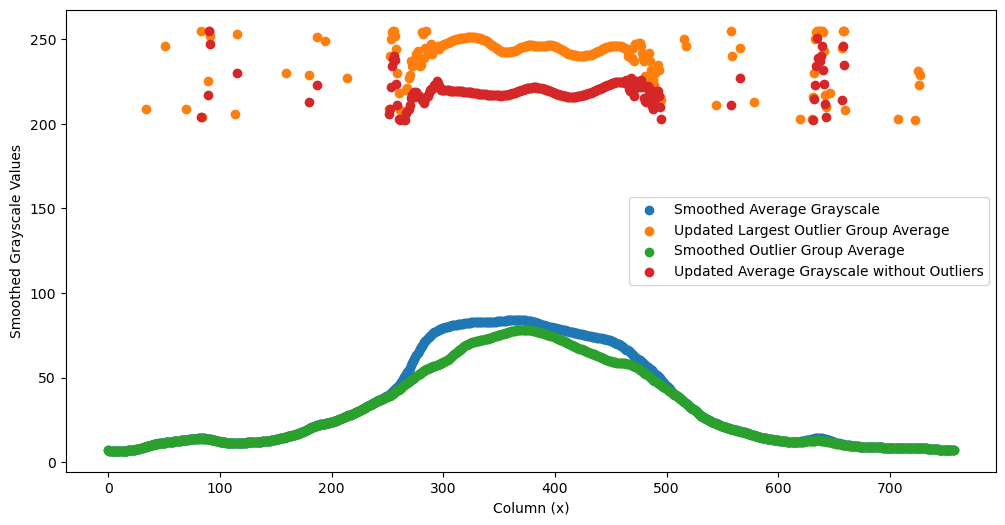 250
200
150
100
50
0
Smoothed Grayscale Values
Smoothed Average Grayscale
Updated Largest Outlier Group Average
Smoothed Outlier Group Average
Updated Average Grayscale without Outliers
0 100 200 300 400 500 600 700
Column (x)